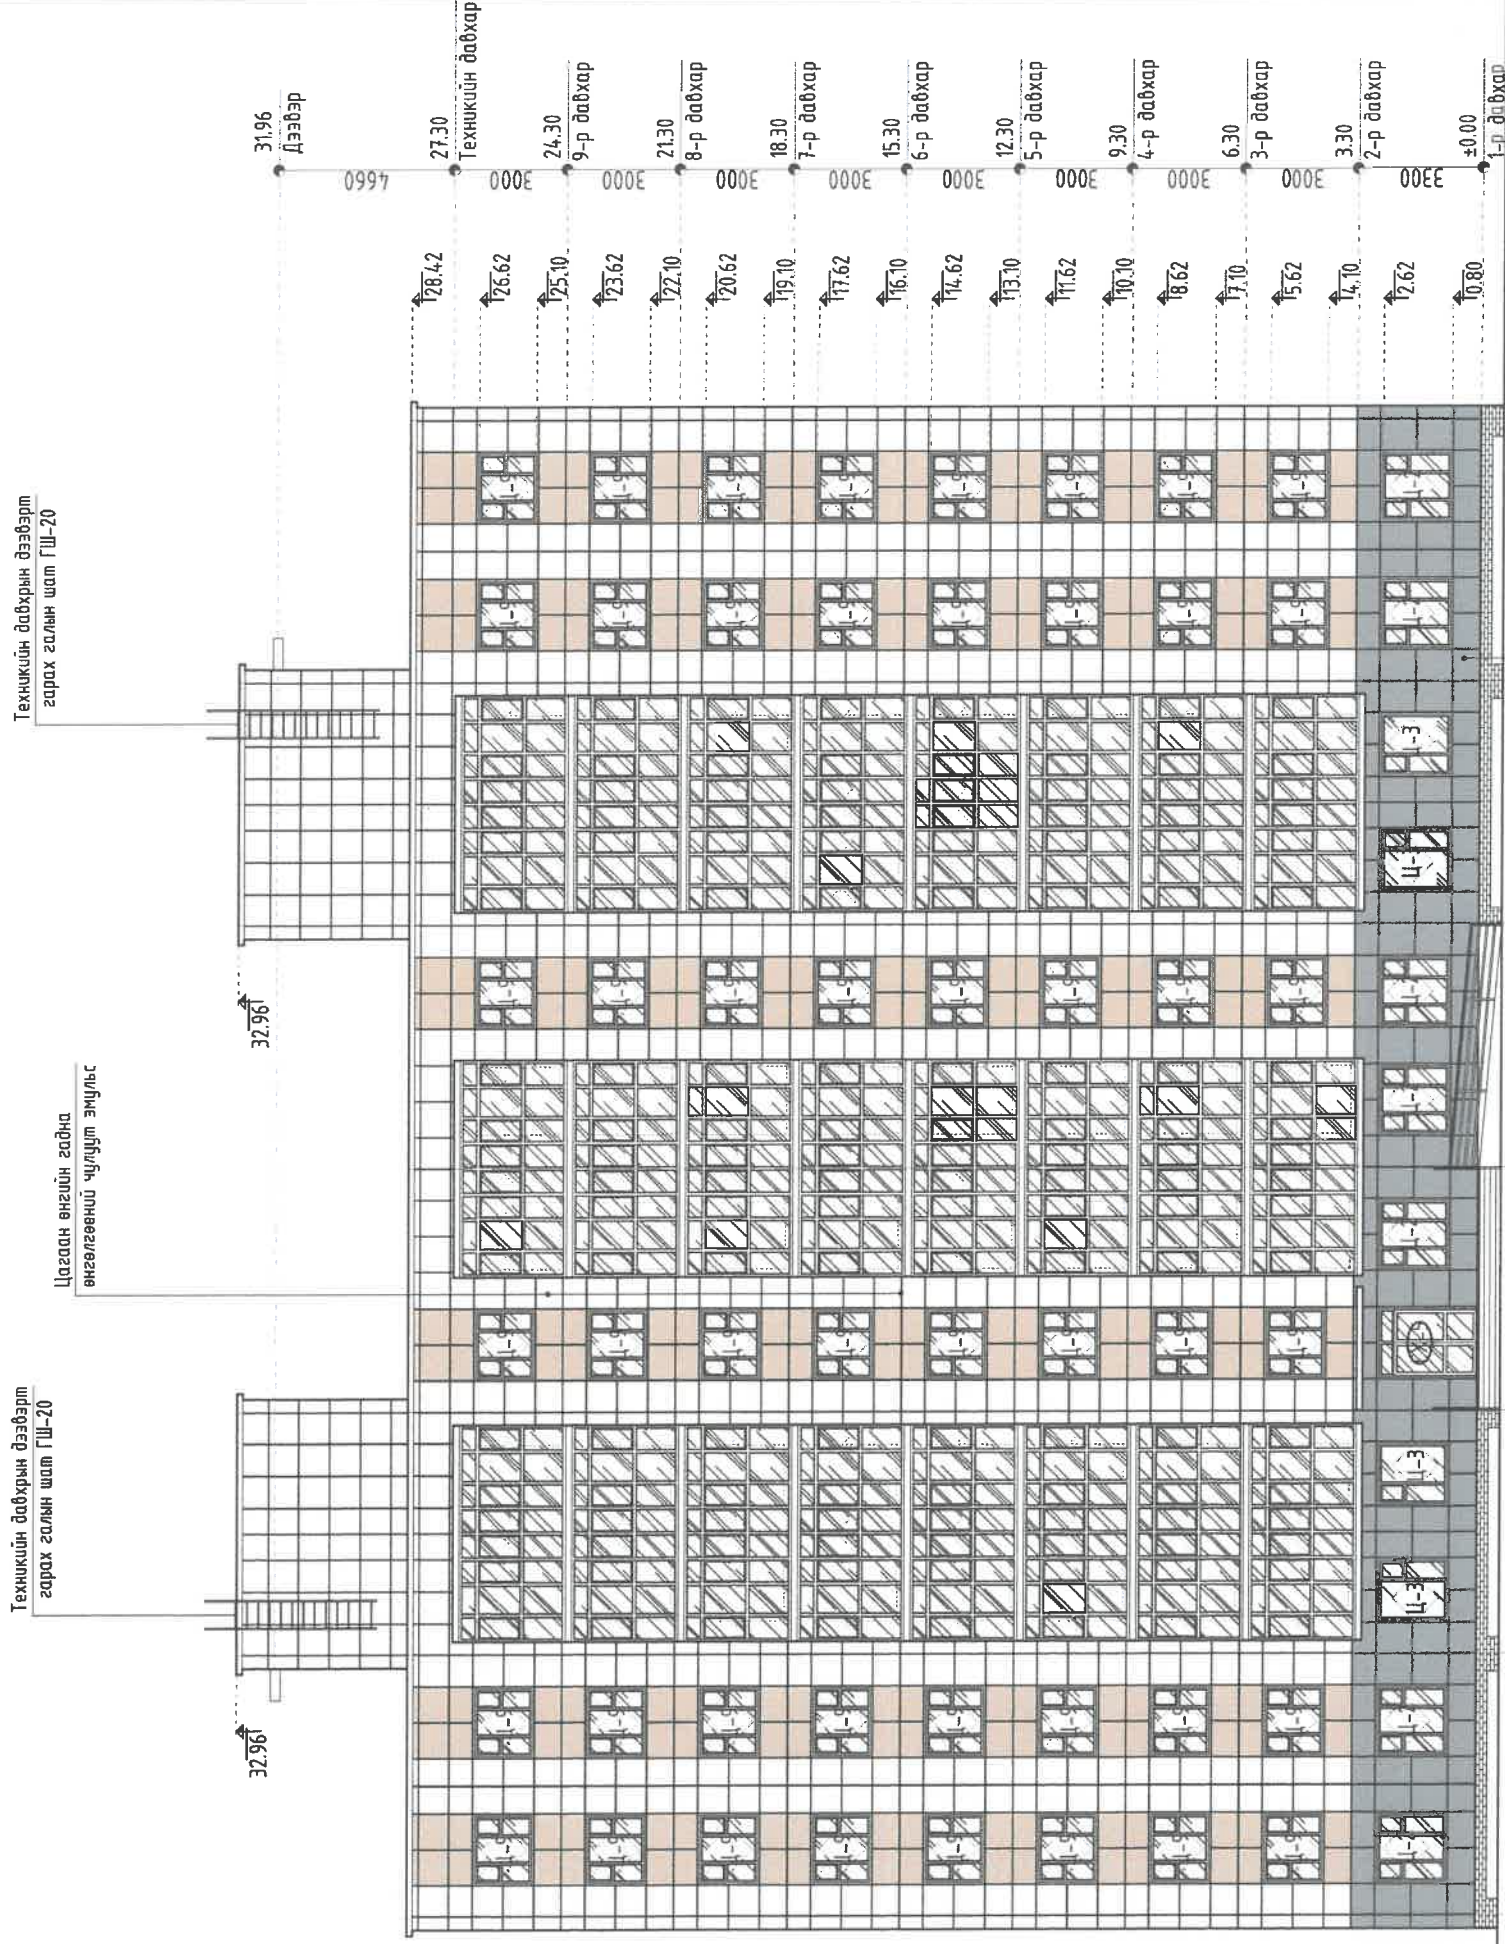 Техникийн давхрын дээвэрт
гарах галын шат ГШ-20
Цагаан өнгийн гадна
өнгөлгөөний чулуут эмульс
Техникийн давхрын дээвэрт
гарах галын шат ГШ-20
32.96
32.96
31.96
Дээвэр
4660
27.30
Техникийн давхар
3000
24.30
9-р давхар
3000
21.30
8-р давхар
3000
18.30
7-р давхар
3000
15.30
6-р давхар
3000
12.30
5-р давхар
3000
9.30
4-р давхар
3000
6.30
3-р давхар
3000
3.30
2-р давхар
3300
±0.00
1-р давхар
28.42
26.62
25.10
23.62
22.10
20.62
19.10
17.62
16.10
14.62
13.10
11.62
10.10
8.62
7.10
5.62
4.10
2.62
0.80
Ц-3
Ц-3